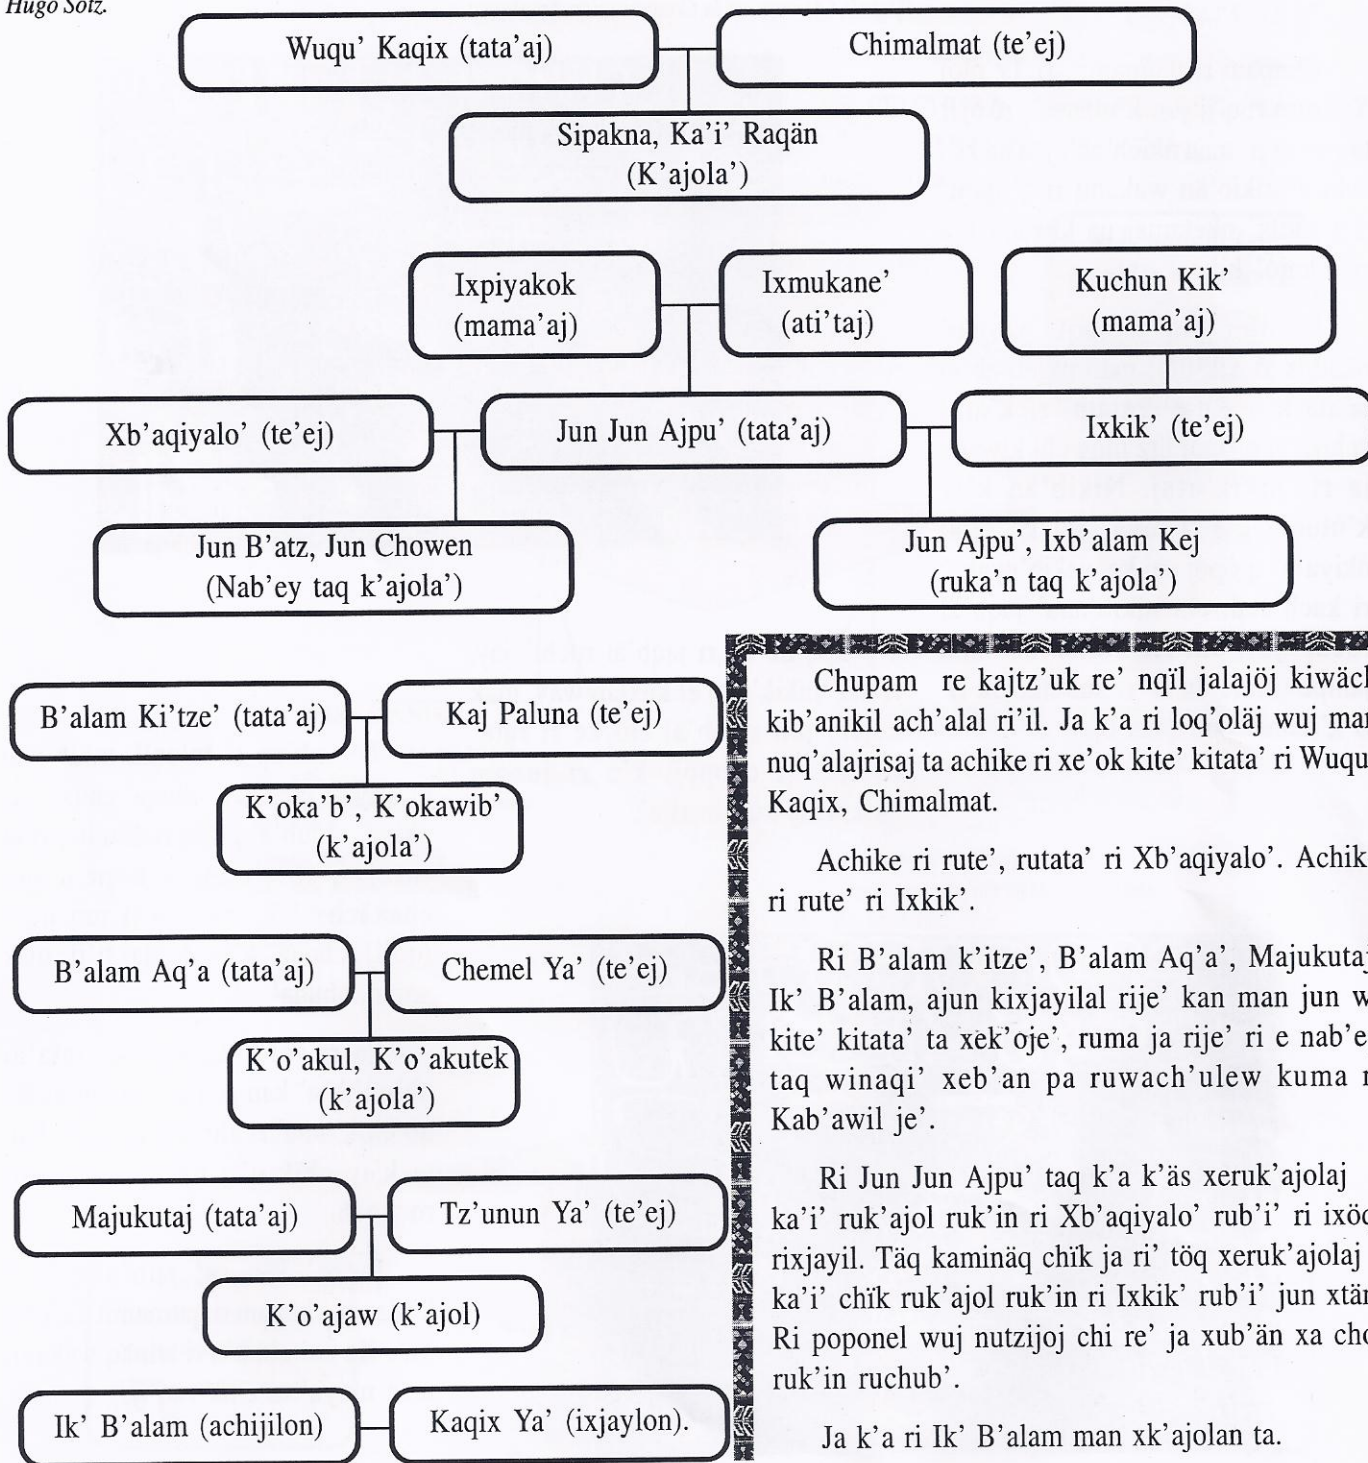 Hugo Sotz.
Wuqu’ Kaqix (tata’aj)
Chimalmat (te’ej)
Sipakna, Ka’i’ Raqän
(K’ajola’)
Ixpiyakok
(mama’aj)
Ixmukane’
(ati’taj)
Kuchun Kik’
(mama’aj)
Xb’aqiyalo’ (te’ej)
Jun Jun Ajpu’ (tata’aj)
Ixkik’ (te’ej)
Jun B’atz, Jun Chowen
(Nab’ey taq k’ajola’)
Jun Ajpu’, Ixb’alam Kej
(ruka’n taq k’ajola’)
B’alam Ki’tze’ (tata’aj)
Kaj Paluna (te’ej)
K’oka’b’, K’okawib’
(k’ajola’)
B’alam Aq’a (tata’aj)
Chemel Ya’ (te’ej)
K’o’akul, K’o’akutek
(k’ajola’)
Majukutaj (tata’aj)
Tz’unun Ya’ (te’ej)
K’o’ajaw (k’ajol)
Ik’ B’alam (achijilon)
Kaqix Ya’ (ixjaylon).
Chupam re kajtz’uk re’ nqïl jalajöj
kib’anikil ach’alal ri’il. Ja k’a ri loq’oläj wuj
nuq’alajrisaj ta achike ri xe’ok kite’ kitata’ ri
Kaqix, Chimalmat.
Achike ri rute’, rutata’ ri Xb’aqiyalo’.
ri rute’ ri Ixkik’.
Ri B’alam k’itze’, B’alam Aq’a’, Majukutaj
Ik’ B’alam, ajun kixjayilal rije’ kan man jun
kite’ kitata’ ta xek’oje’, ruma ja rije’ ri e
taq winaqi’ xeb’an pa ruwach’ulew kuma
Kab’awil je’.
Ri Jun Jun Ajpu’ taq k’a k’äs xeruk’ajolaj
ka’i’ ruk’ajol ruk’in ri Xb’aqiyalo’ rub’i’ ri
rixjayil. Täq kaminäq chïk ja ri’ töq xeruk’ajolaj
ka’i’ chïk ruk’ajol ruk’in ri Ixkik’ rub’i’ jun
Ri poponel wuj nutzijoj chi re’ ja xub’än xa
ruk’in ruchub’.
Ja k’a ri Ik’ B’alam man xk’ajolan ta.